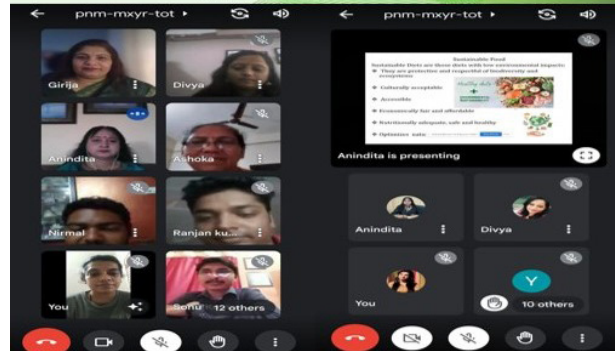 pnm-mxyr-tot
Girija
Divya
Anindita
Ashoka
Nirmal
Ranjan ku...
You
Sonu
12 others
pnm-mxyr-tot
Sustainable Food
Sustainable Diets are those diets with low environmental impacts:
They are protective and respectful of biodiversity and
ecosystems
Culturally acceptable
Accessible
Economically fair and affordable
Nutritionally adequate, safe and healthy
Optimizes
Anindita is presenting
Anindita
Divya
You
Y
10 others